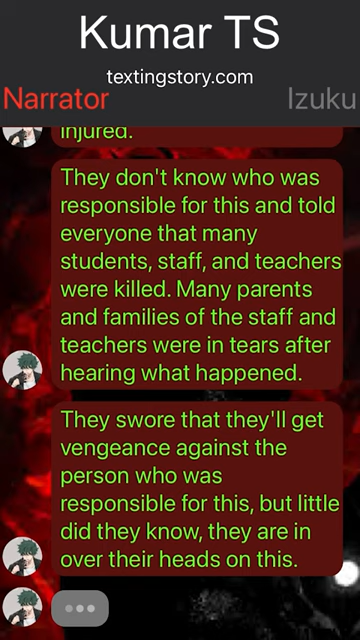 Kumar TS
textingstory.com
Narrator Izuku
injured.
They don't know who was
responsible for this and told
everyone that many
students, staff, and teachers
were killed. Many parents
and families of the staff and
teachers were in tears after
hearing what happened.
They swore that they'll get
vengeance against the
person who was
responsible for this, but little
did they know, they are in
over their heads on this.